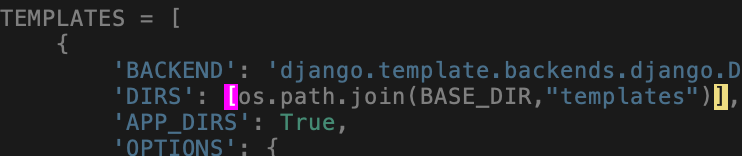 TEMPLATES = [
    {
        'BACKEND': 'django.template.backends.django.D
        'DIRS': [os.path.join(BASE_DIR,"templates")],
        'APP_DIRS': True,
        'OPTIONS': {